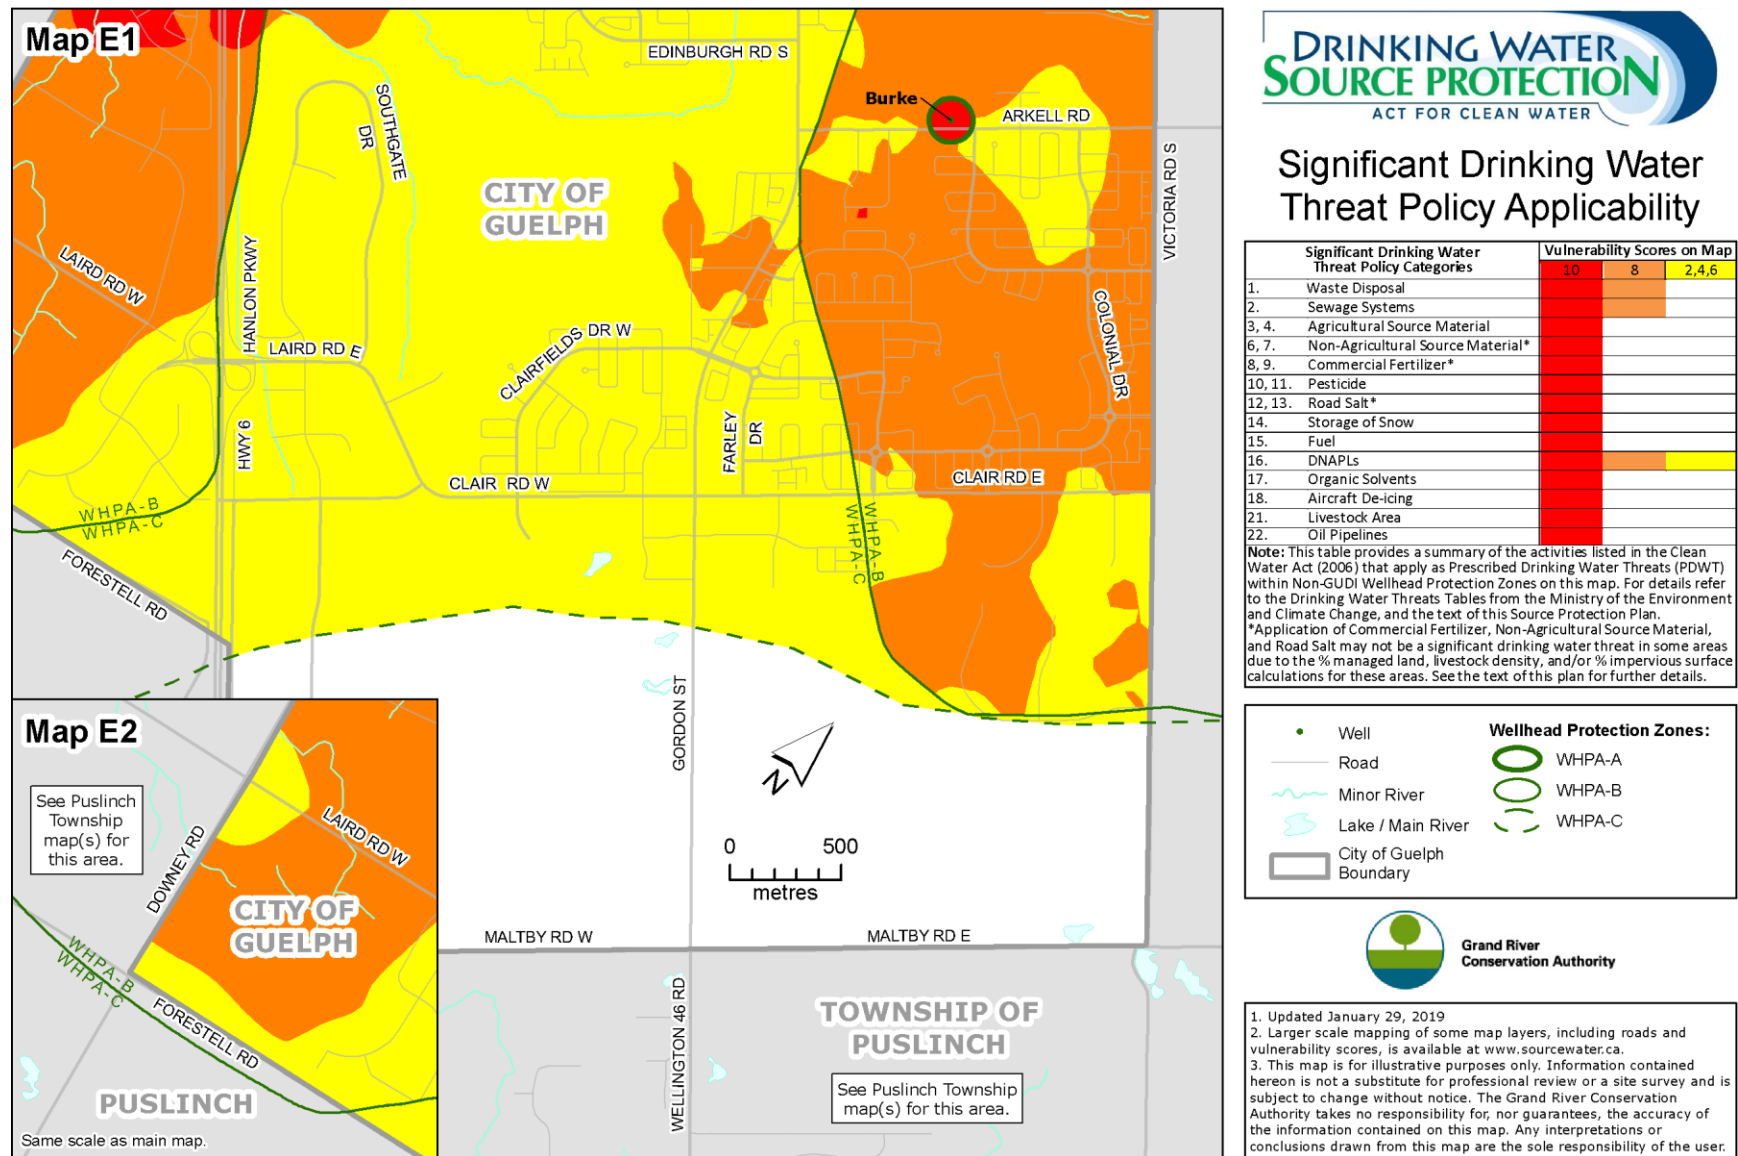 Map E1
EDINBURGH RD S
SOUTHGATE
DR
Burke
ARKELL RD
VICTORIA RD S
CITY OF
GUELPH
LAIRD RD W
HANLON PKWY
LAIRD RD E
CLAIRFIELDS DR W
COLONIAL DR
HWY 6
FARLEY
DR
CLAIR RD W
CLAIR RD E
WHPA-B
WHPA-C
WHPA-B
WHPA-C
FORESTELL RD
GORDON ST
N
0 500
metres
MALTBY RD W
MALTBY RD E
WELLINGTON 46 RD
TOWNSHIP OF
PUSLINCH
See Puslinch Township
map(s) for this area.
Map E2
See Puslinch
Township
map(s) for
this area.
DOWNEY RD
LAIRD RD W
CITY OF
GUELPH
WHPA-B
WHPA-C
FORESTELL RD
PUSLINCH
Same scale as main map.
DRINKING WATER
SOURCE PROTECTION
ACT FOR CLEAN WATER
Significant Drinking Water
Threat Policy Applicability
Significant Drinking Water
Threat Policy Categories
Vulnerability Scores on Map
10 8 2,4,6
1. Waste Disposal
2. Sewage Systems
3, 4. Agricultural Source Material
6, 7. Non-Agricultural Source Material*
8, 9. Commercial Fertilizer*
10, 11. Pesticide
12, 13. Road Salt*
14. Storage of Snow
15. Fuel
16. DNAPLs
17. Organic Solvents
18. Aircraft De-icing
21. Livestock Area
22. Oil Pipelines
Note: This table provides a summary of the activities listed in the Clean
Water Act (2006) that apply as Prescribed Drinking Water Threats (PDWT)
within Non-GUDI Wellhead Protection Zones on this map. For details refer
to the Drinking Water Threats Tables from the Ministry of the Environment
and Climate Change, and the text of this Source Protection Plan.
*Application of Commercial Fertilizer, Non-Agricultural Source Material,
and Road Salt may not be a significant drinking water threat in some areas
due to the % managed land, livestock density, and/or % impervious surface
calculations for these areas. See the text of this plan for further details.
Well
Road
Minor River
Lake / Main River
City of Guelph
Boundary
Wellhead Protection Zones:
WHPA-A
WHPA-B
WHPA-C
Grand River
Conservation Authority
1. Updated January 29, 2019
2. Larger scale mapping of some map layers, including roads and
vulnerability scores, is available at www.sourcewater.ca.
3. This map is for illustrative purposes only. Information contained
hereon is not a substitute for professional review or a site survey and is
subject to change without notice. The Grand River Conservation
Authority takes no responsibility for, nor guarantees, the accuracy of
the information contained on this map. Any interpretations or
conclusions drawn from this map are the sole responsibility of the user.